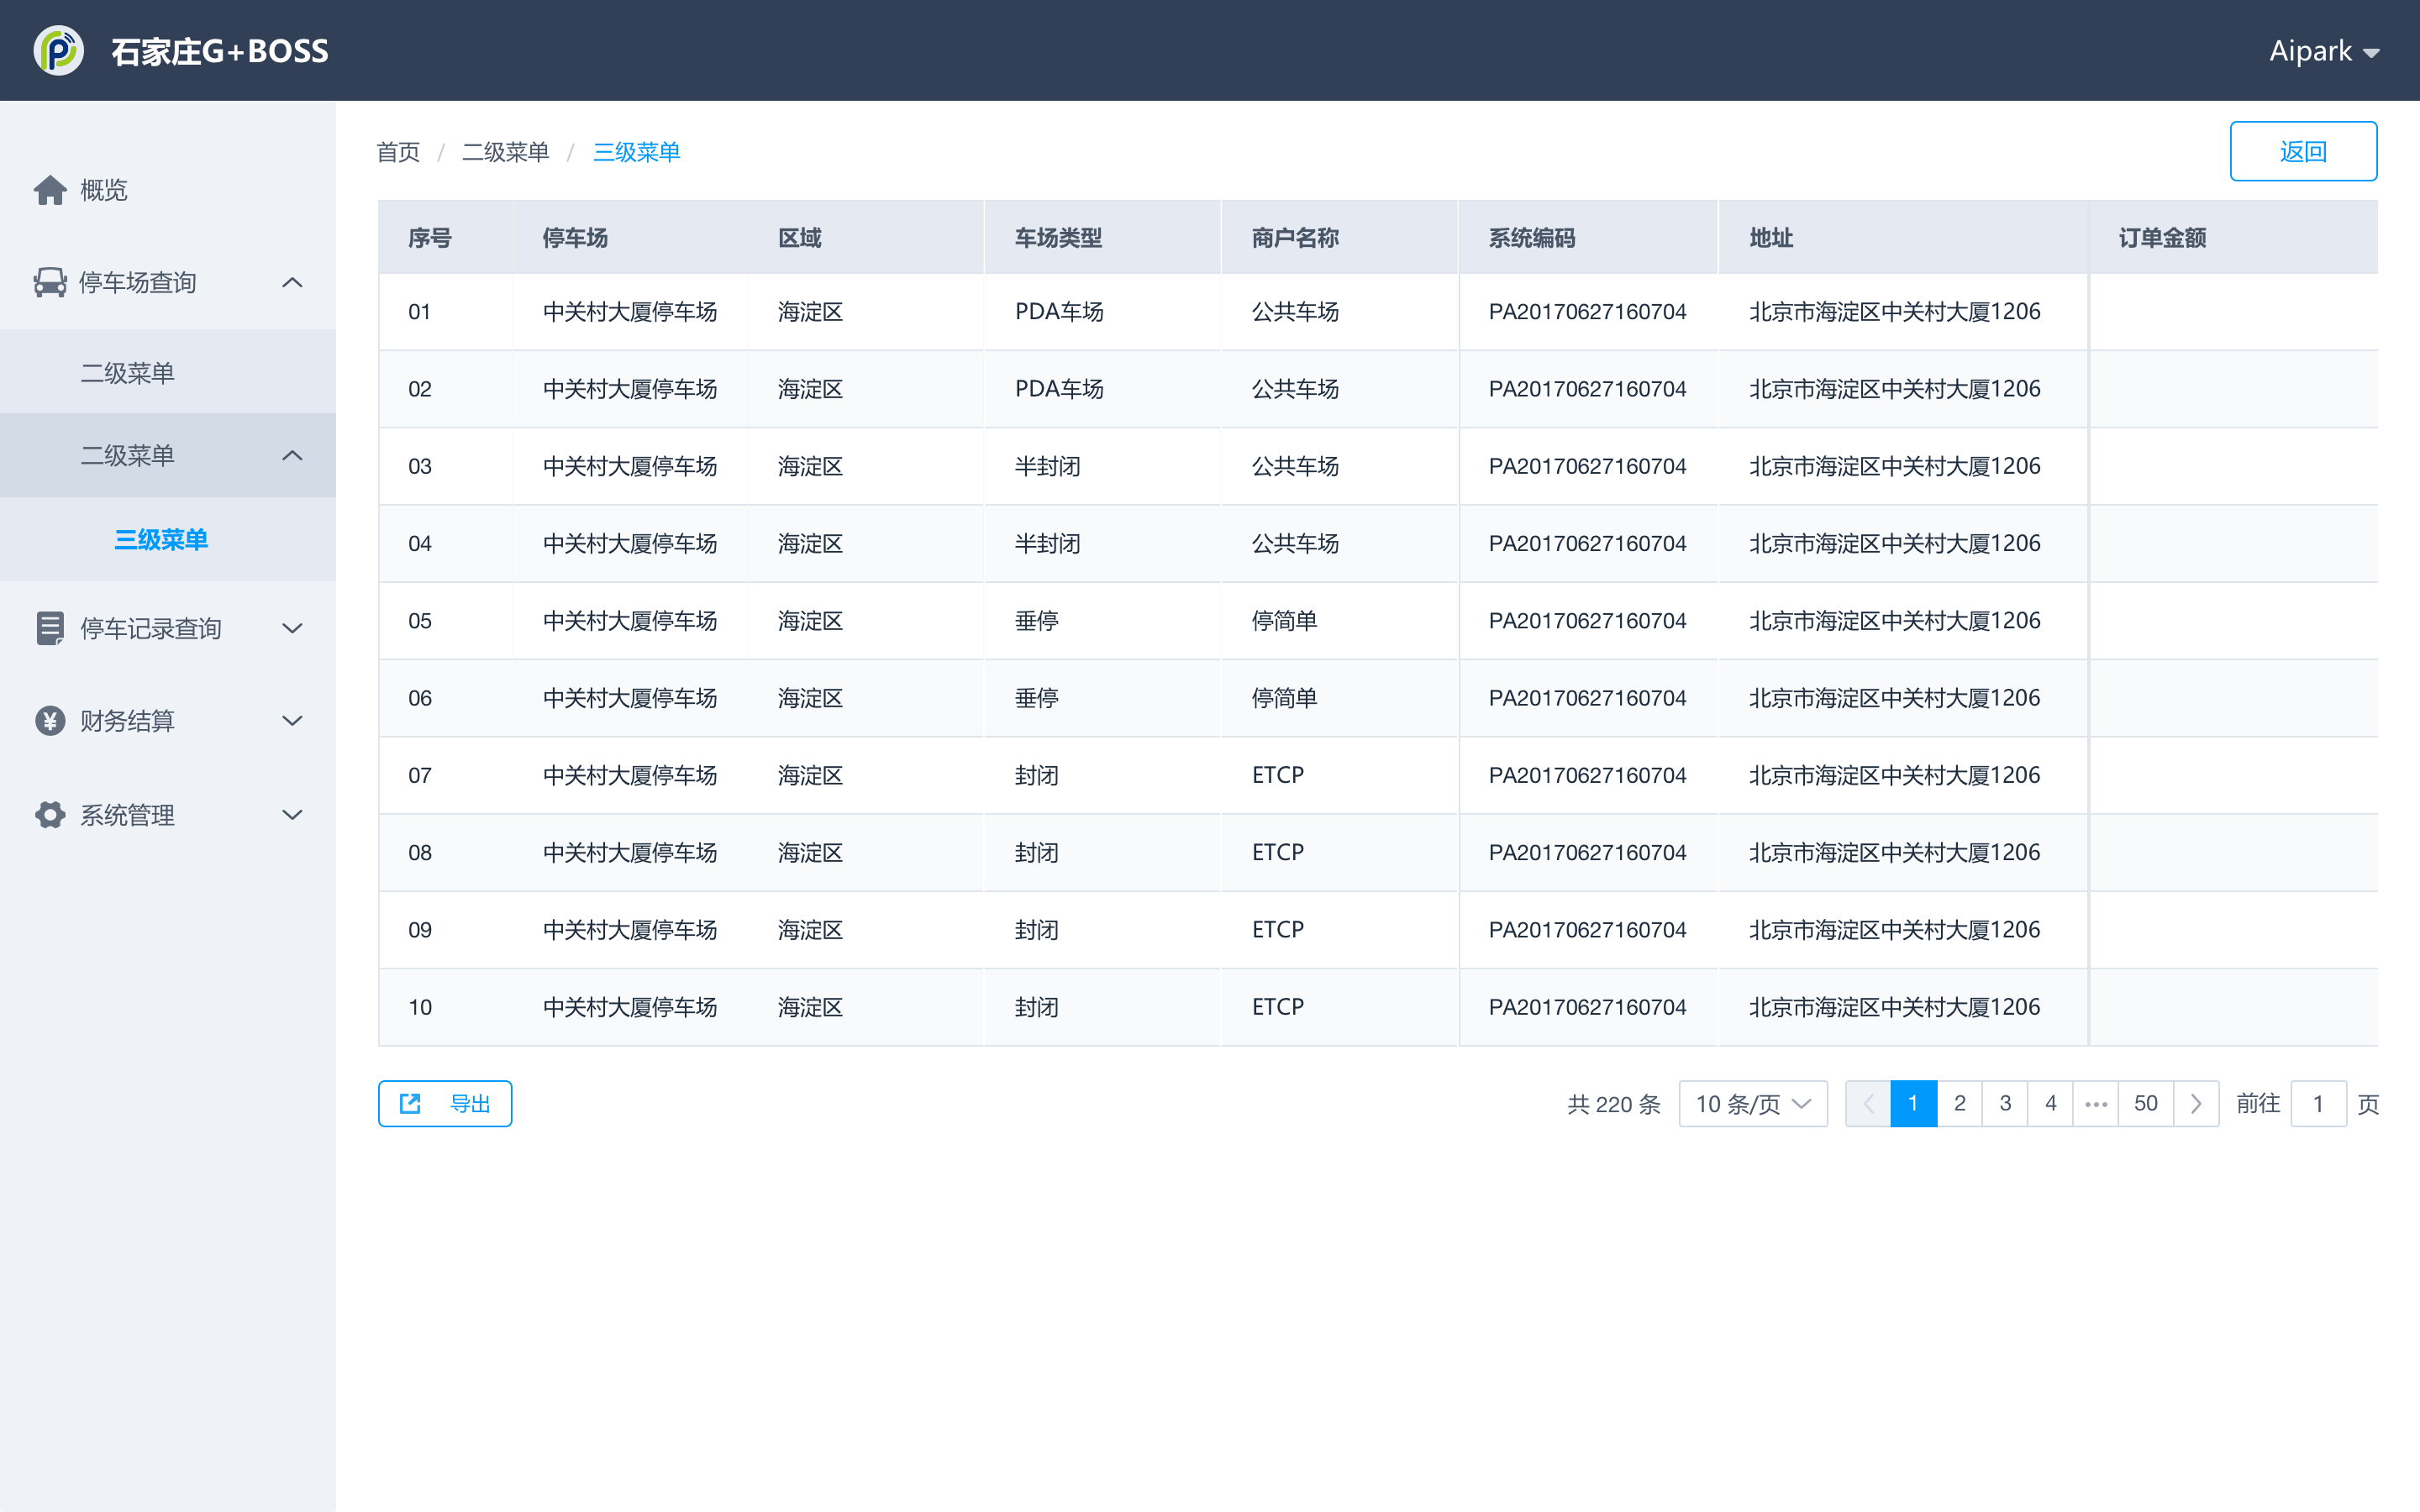 石家庄G+BOSS
Aipark
首页 / 二级菜单 / 三级菜单
返回
概览
停车场查询
二级菜单
二级菜单
三级菜单
停车记录查询
财务结算
系统管理
序号 停车场 区域 车场类型 商户名称 系统编码 地址 订单金额
01 中关村大厦停车场 海淀区 PDA车场 公共车场 PA20170627160704 北京市海淀区中关村大厦1206
02 中关村大厦停车场 海淀区 PDA车场 公共车场 PA20170627160704 北京市海淀区中关村大厦1206
03 中关村大厦停车场 海淀区 半封闭 公共车场 PA20170627160704 北京市海淀区中关村大厦1206
04 中关村大厦停车场 海淀区 半封闭 公共车场 PA20170627160704 北京市海淀区中关村大厦1206
05 中关村大厦停车场 海淀区 垂停 停简单 PA20170627160704 北京市海淀区中关村大厦1206
06 中关村大厦停车场 海淀区 垂停 停简单 PA20170627160704 北京市海淀区中关村大厦1206
07 中关村大厦停车场 海淀区 封闭 ETCP PA20170627160704 北京市海淀区中关村大厦1206
08 中关村大厦停车场 海淀区 封闭 ETCP PA20170627160704 北京市海淀区中关村大厦1206
09 中关村大厦停车场 海淀区 封闭 ETCP PA20170627160704 北京市海淀区中关村大厦1206
10 中关村大厦停车场 海淀区 封闭 ETCP PA20170627160704 北京市海淀区中关村大厦1206
导出
共 220 条 10 条/页 1 2 3 4 ••• 50 前往 1 页